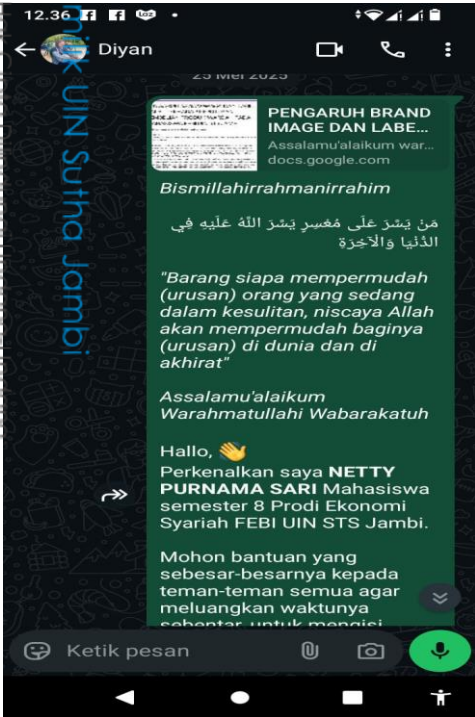 12.36
Diyan
25 Mei 2025
PENGARUH BRAND
IMAGE DAN LABE...
Assalamu'alaikum war...
docs.google.com
Bismillahirrahmanirrahim
مَنْ يَسَّرَ عَلَى مُعْسِرٍ يَسَّرَ اللَّهُ عَلَيْهِ فِي
الدُّنْيَا وَالْآخِرَةِ
"Barang siapa mempermudah
(urusan) orang yang sedang
dalam kesulitan, niscaya Allah
akan mempermudah baginya
(urusan) di dunia dan di
akhirat"
Assalamu'alaikum
Warahmatullahi Wabarakatuh
Hallo, 👋
Perkenalkan saya NETTY
PURNAMA SARI Mahasiswa
semester 8 Prodi Ekonomi
Syariah FEBI UIN STS Jambi.
Mohon bantuan yang
sebesar-besarnya kepada
teman-teman semua agar
meluangkan waktunya
sebentar untuk mengisi
Ketik pesan
UIN Sutha Jambi